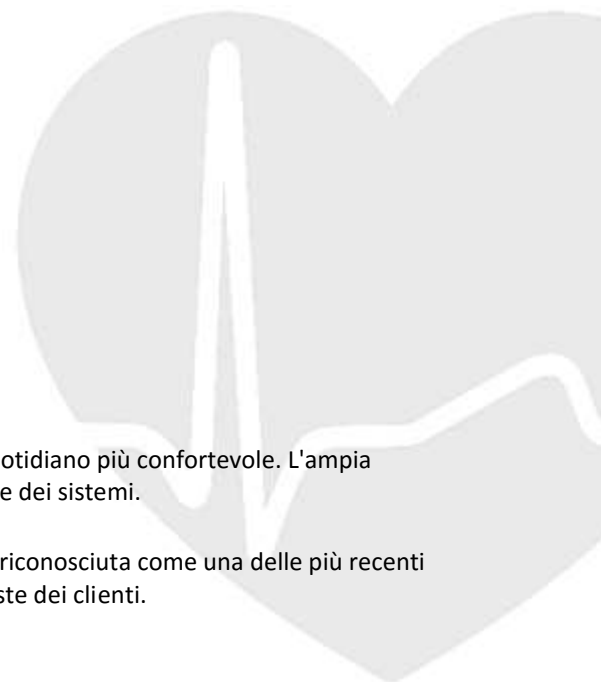 otidiano più confortevole. L'ampia
e dei sistemi.
riconosciuta come una delle più recenti
ste dei clienti.